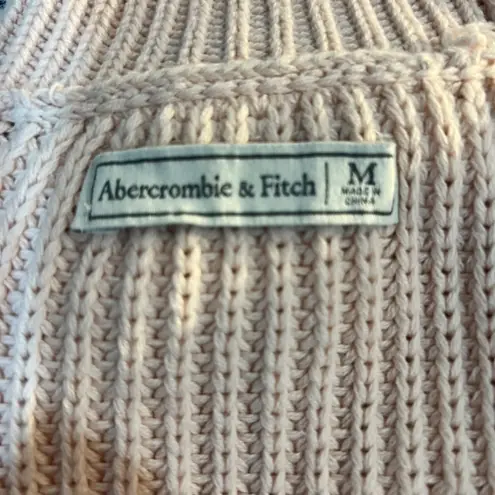 Abercrombie & Fitch
M
MADE IN
CHINA